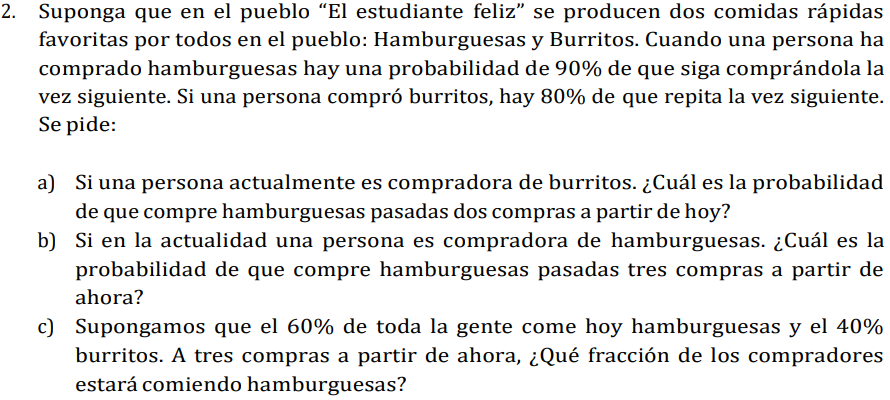 2. Suponga que en el pueblo “El estudiante feliz” se producen dos comidas rápidas
favoritas por todos en el pueblo: Hamburguesas y Burritos. Cuando una persona ha
comprado hamburguesas hay una probabilidad de 90% de que siga comprándola la
vez siguiente. Si una persona compró burritos, hay 80% de que repita la vez siguiente.
Se pide:
a) Si una persona actualmente es compradora de burritos. ¿Cuál es la probabilidad
de que compre hamburguesas pasadas dos compras a partir de hoy?
b) Si en la actualidad una persona es compradora de hamburguesas. ¿Cuál es la
probabilidad de que compre hamburguesas pasadas tres compras a partir de
ahora?
c) Supongamos que el 60% de toda la gente come hoy hamburguesas y el 40%
burritos. A tres compras a partir de ahora, ¿Qué fracción de los compradores
estará comiendo hamburguesas?